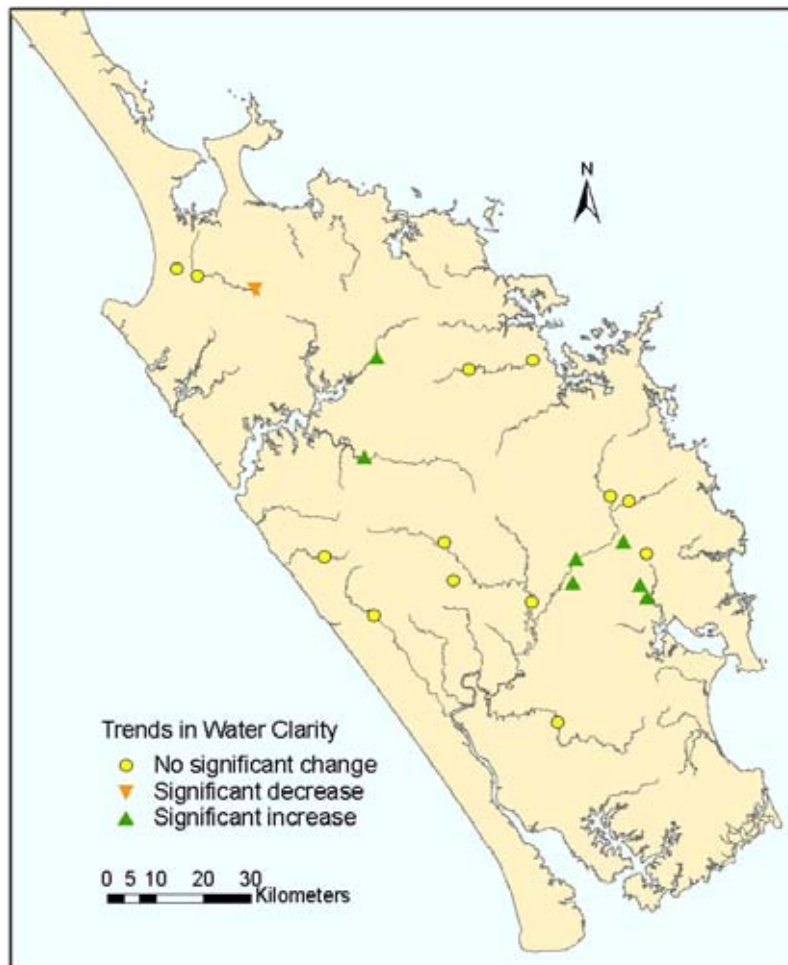 N
Trends in Water Clarity
No significant change
Significant decrease
Significant increase
0 5 10 20 30
Kilometers